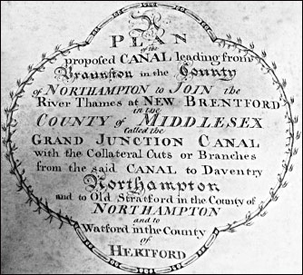 A
PLAN
of the
proposed CANAL leading from
Braunston in the County
of NORTHAMPTON to JOIN the
River Thames at NEW BRENTFORD
in the
COUNTY of MIDDLESEX
Called the
GRAND JUNCTION CANAL
with the Collateral Cuts or Branches
from the said CANAL to Daventry
Northampton
and to Old Stratford in the County of
NORTHAMPTON
and to
Watford in the County
of
HERTFORD